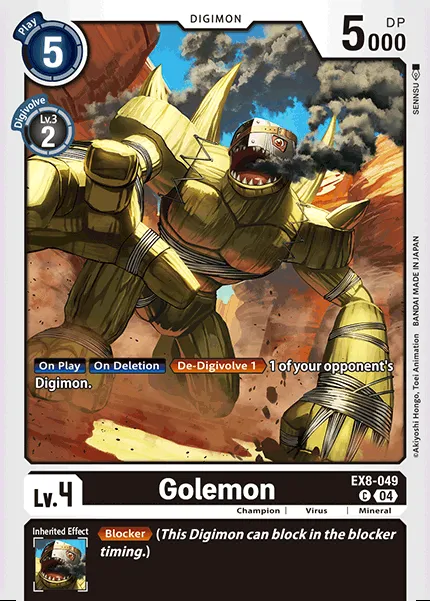 DIGIMON
Play
5
5000 DP
Digivolve
Lv.3
2
SENNSU
©Akiyoshi Hongo, Toei Animation BANDAI MADE IN JAPAN
On Play On Deletion De-Digivolve 1 1 of your opponent's
Digimon.
Lv.4
Golemon
EX8-049
C 04
Champion | Virus | Mineral
Inherited Effect
Blocker (This Digimon can block in the blocker
timing.)